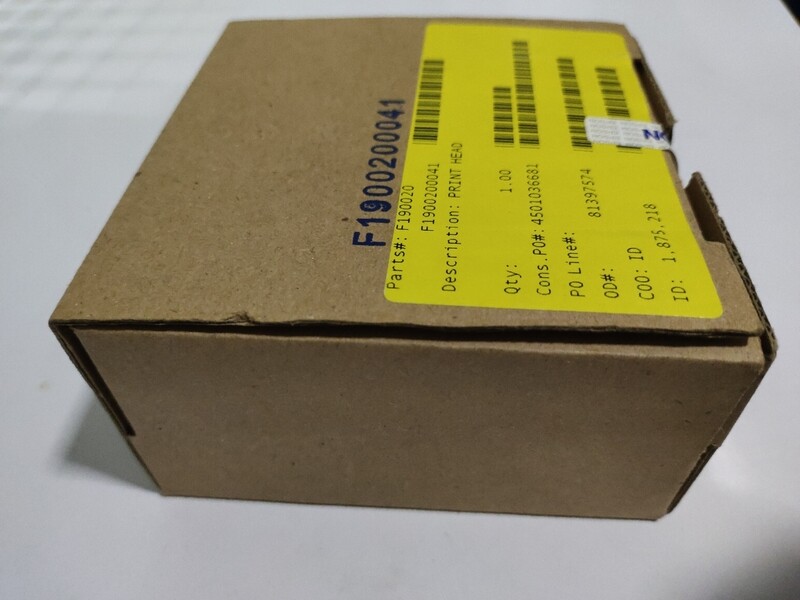 F1900200041
Parts#: F190020
F1900200041
Description: PRINT HEAD
Qty: 1.00
Cons.PO#: 4501036681
PO Line#:
OD#: 81397574
COO: ID
ID: 1,875,218